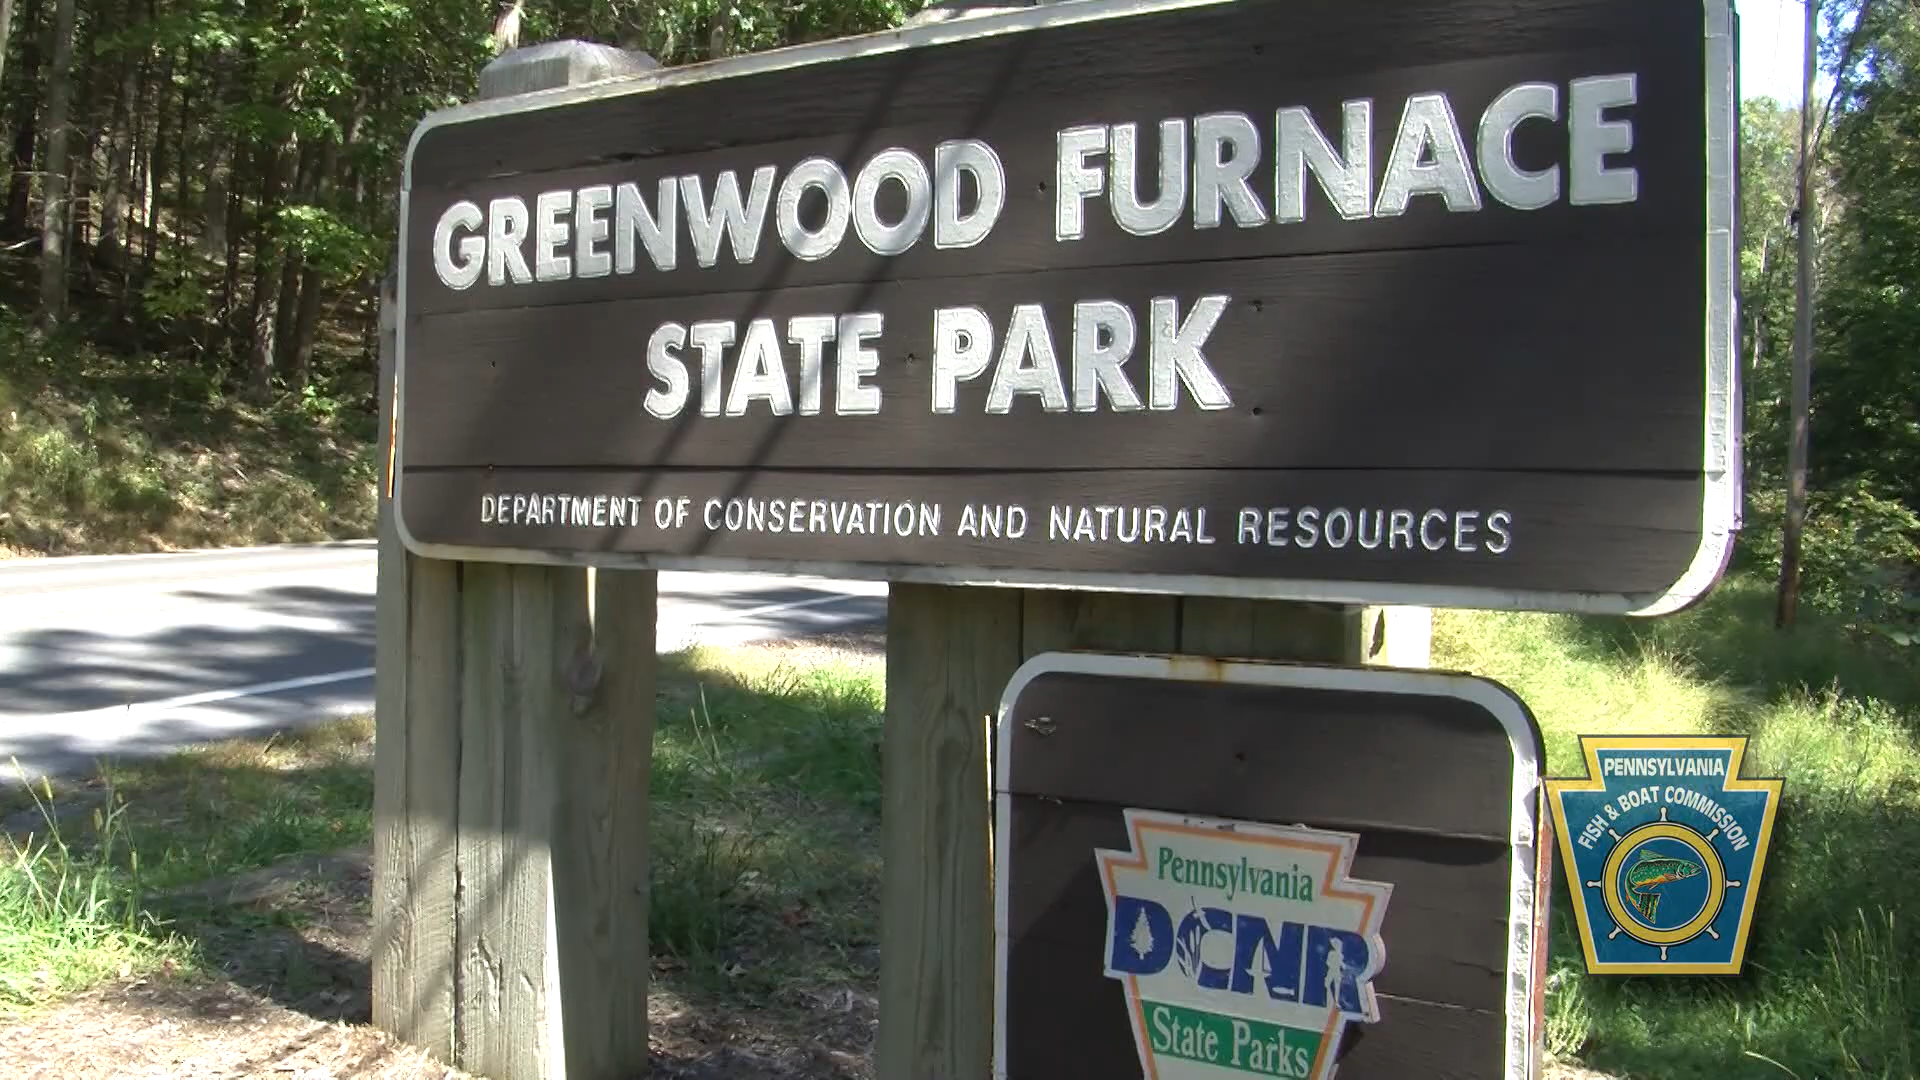 GREENWOOD FURNACE
STATE PARK
DEPARTMENT OF CONSERVATION AND NATURAL RESOURCES
Pennsylvania
DCNR
State Parks
PENNSYLVANIA
FISH & BOAT COMMISSION